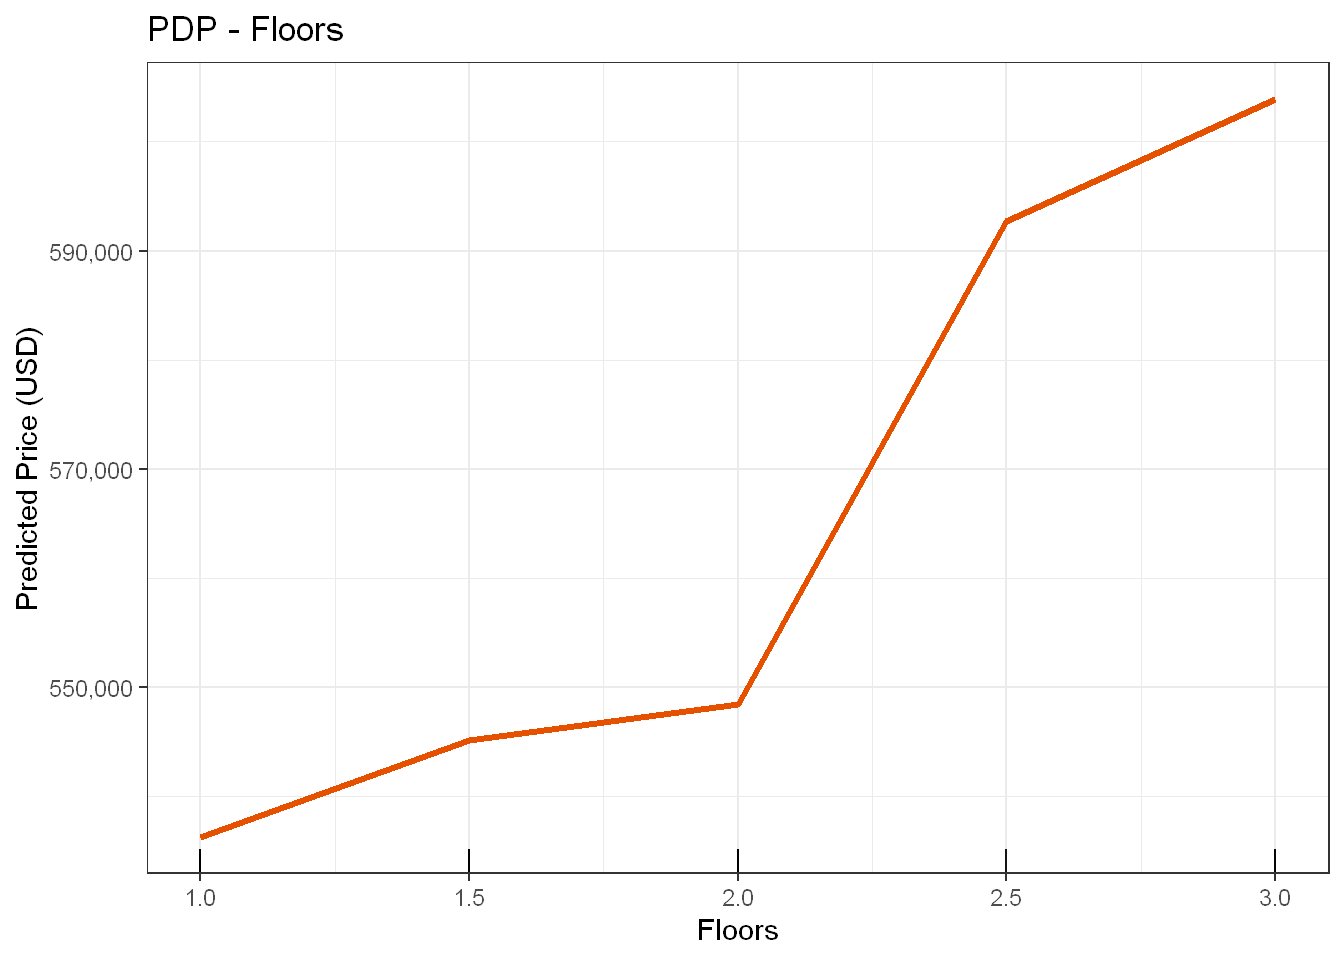 PDP - Floors
Predicted Price (USD)
590,000
570,000
550,000
1.0 1.5 2.0 2.5 3.0
Floors